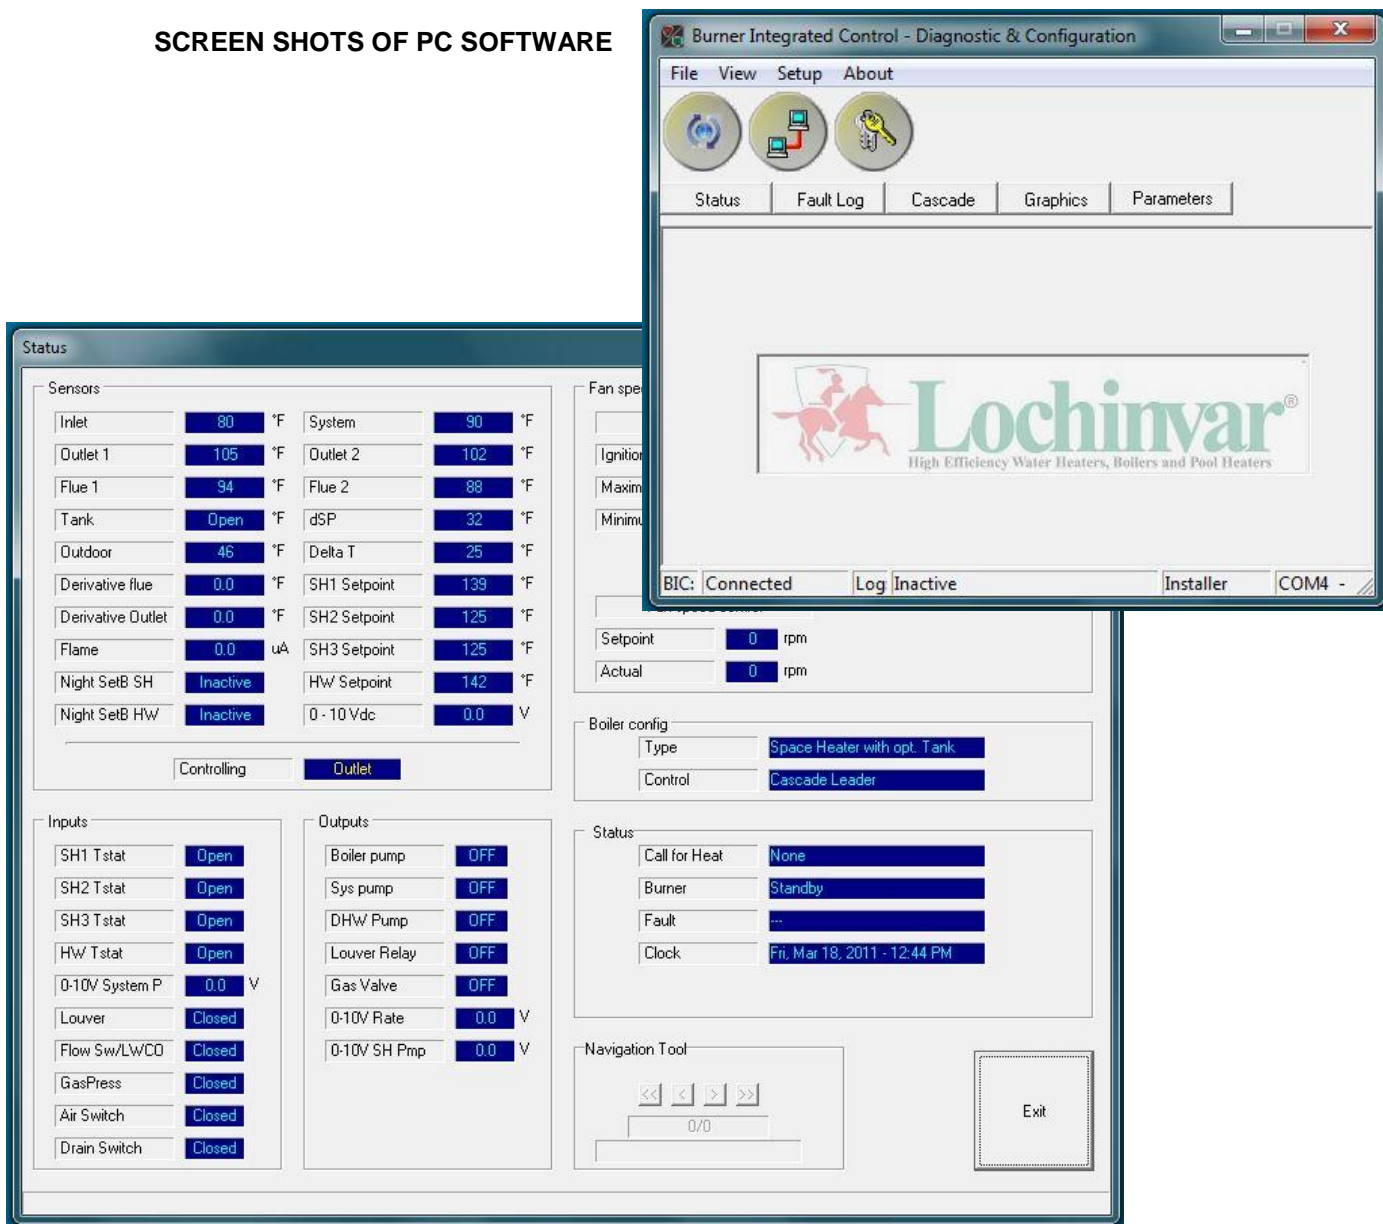 SCREEN SHOTS OF PC SOFTWARE
Burner Integrated Control - Diagnostic & Configuration
File View Setup About
Status Fault Log Cascade Graphics Parameters
Lochinvar®
High Efficiency Water Heaters, Boilers and Pool Heaters
BIC: Connected Log Inactive Installer COM4 -
Status
Sensors
Inlet 80 °F System 90 °F
Outlet 1 105 °F Outlet 2 102 °F
Flue 1 94 °F Flue 2 88 °F
Tank Open °F dSP 32 °F
Outdoor 46 °F Delta T 25 °F
Derivative flue 0.0 °F SH1 Setpoint 139 °F
Derivative Outlet 0.0 °F SH2 Setpoint 125 °F
Flame 0.0 uA SH3 Setpoint 125 °F
Night SetB SH Inactive HW Setpoint 142 °F
Night SetB HW Inactive 0 - 10 Vdc 0.0 V
Controlling Outlet
Fan spe
Ignition
Maxim
Minimu
Setpoint 0 rpm
Actual 0 rpm
Boiler config
Type Space Heater with opt. Tank
Control Cascade Leader
Inputs
SH1 Tstat Open
SH2 Tstat Open
SH3 Tstat Open
HW Tstat Open
0-10V System P 0.0 V
Louver Closed
Flow Sw/LWCO Closed
GasPress Closed
Air Switch Closed
Drain Switch Closed
Outputs
Boiler pump OFF
Sys pump OFF
DHW Pump OFF
Louver Relay OFF
Gas Valve OFF
0-10V Rate 0.0 V
0-10V SH Pmp 0.0 V
Status
Call for Heat None
Burner Standby
Fault ---
Clock Fri, Mar 18, 2011 - 12:44 PM
Navigation Tool
<< < > >>
0/0
Exit